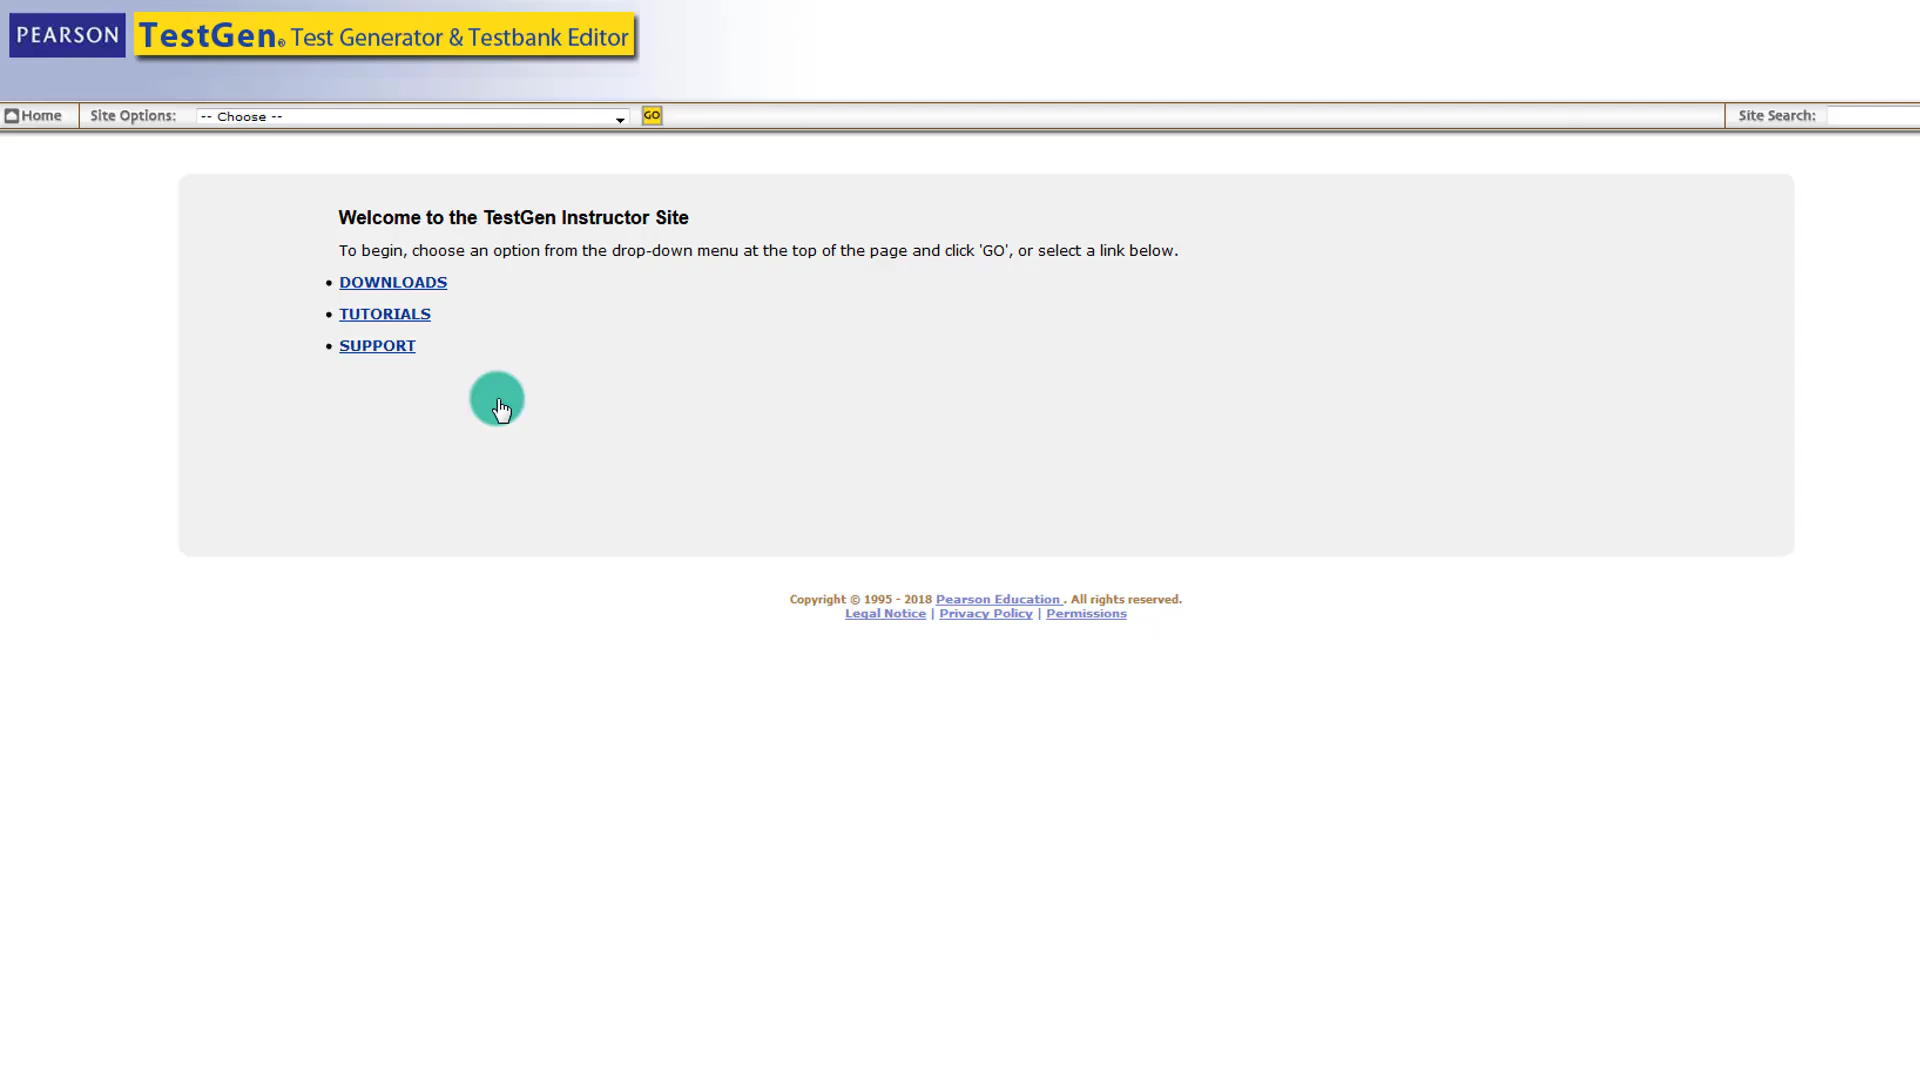 PEARSON TestGen® Test Generator & Testbank Editor
Home Site Options: -- Choose -- GO Site Search:
Welcome to the TestGen Instructor Site
To begin, choose an option from the drop-down menu at the top of the page and click 'GO', or select a link below.
• DOWNLOADS
• TUTORIALS
• SUPPORT
Copyright © 1995 - 2018 Pearson Education . All rights reserved.
Legal Notice | Privacy Policy | Permissions